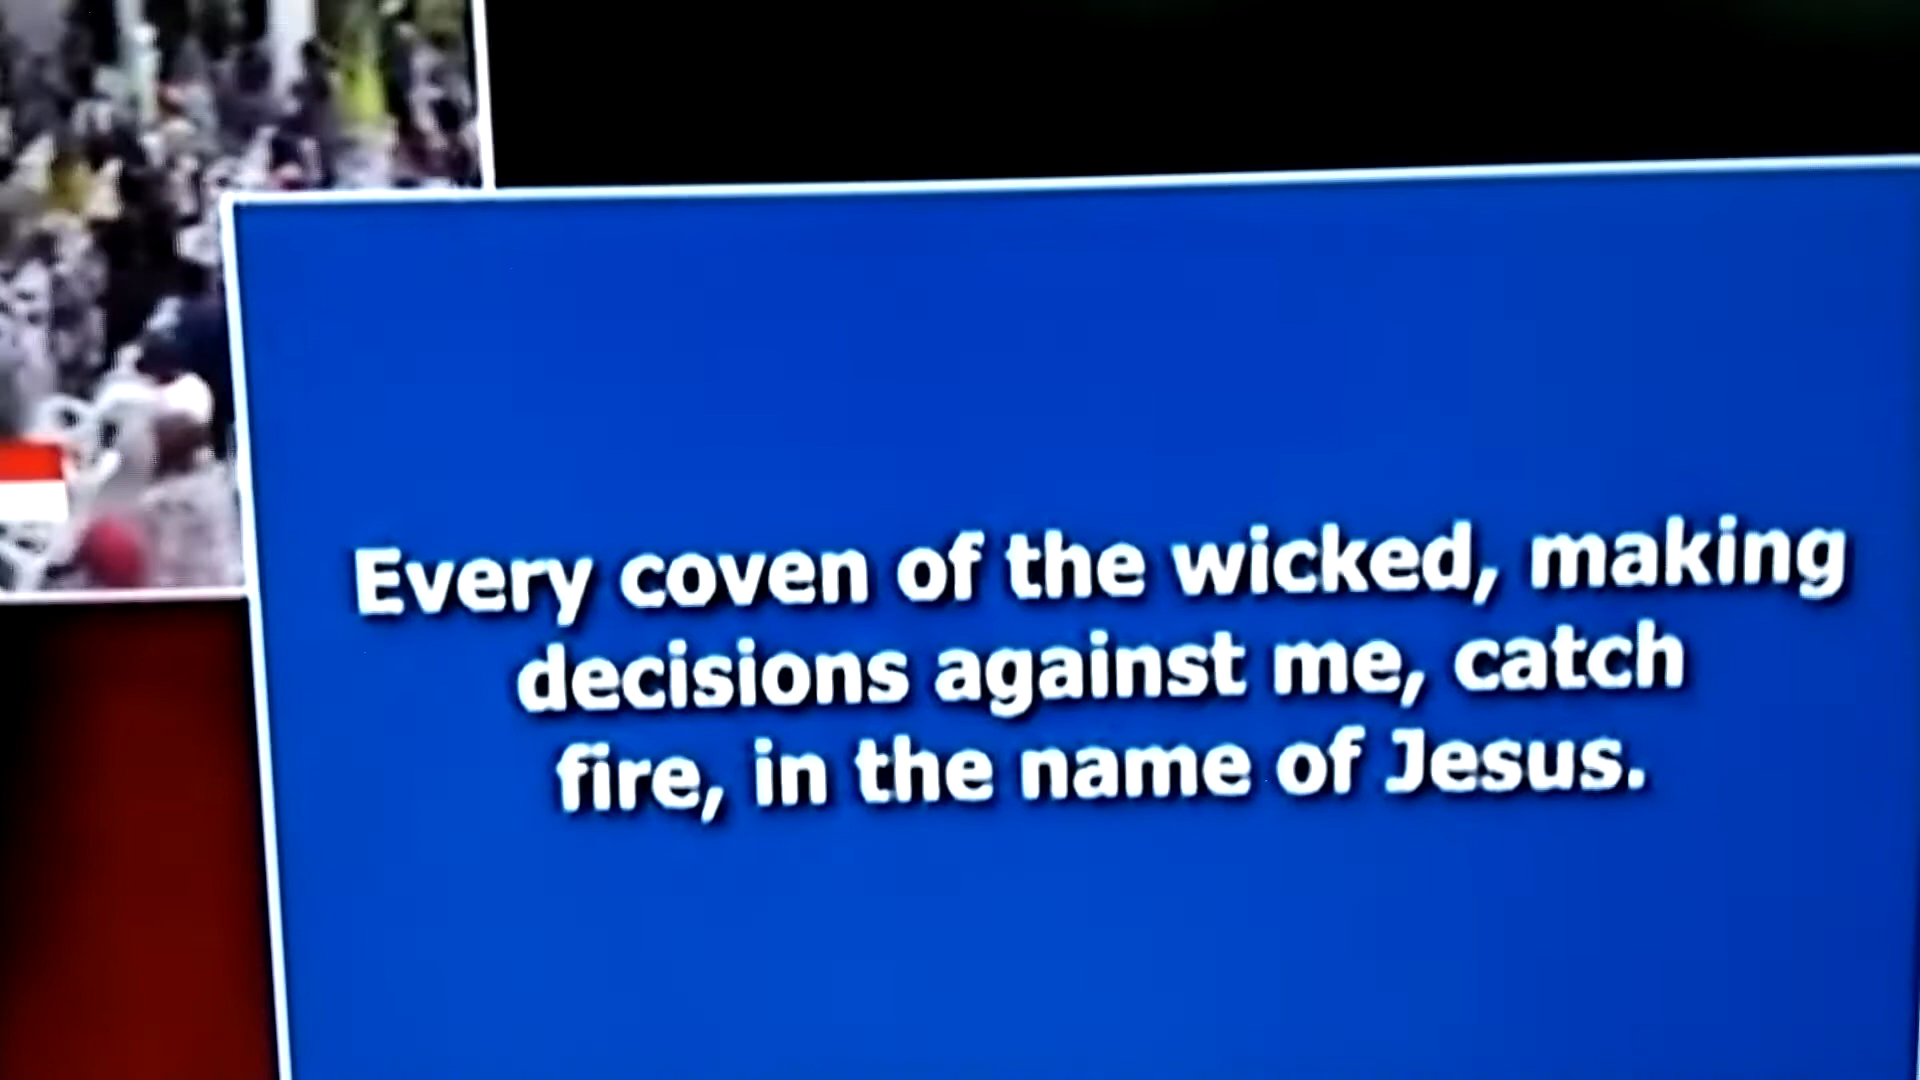 Every coven of the wicked, making
decisions against me, catch
fire, in the name of Jesus.